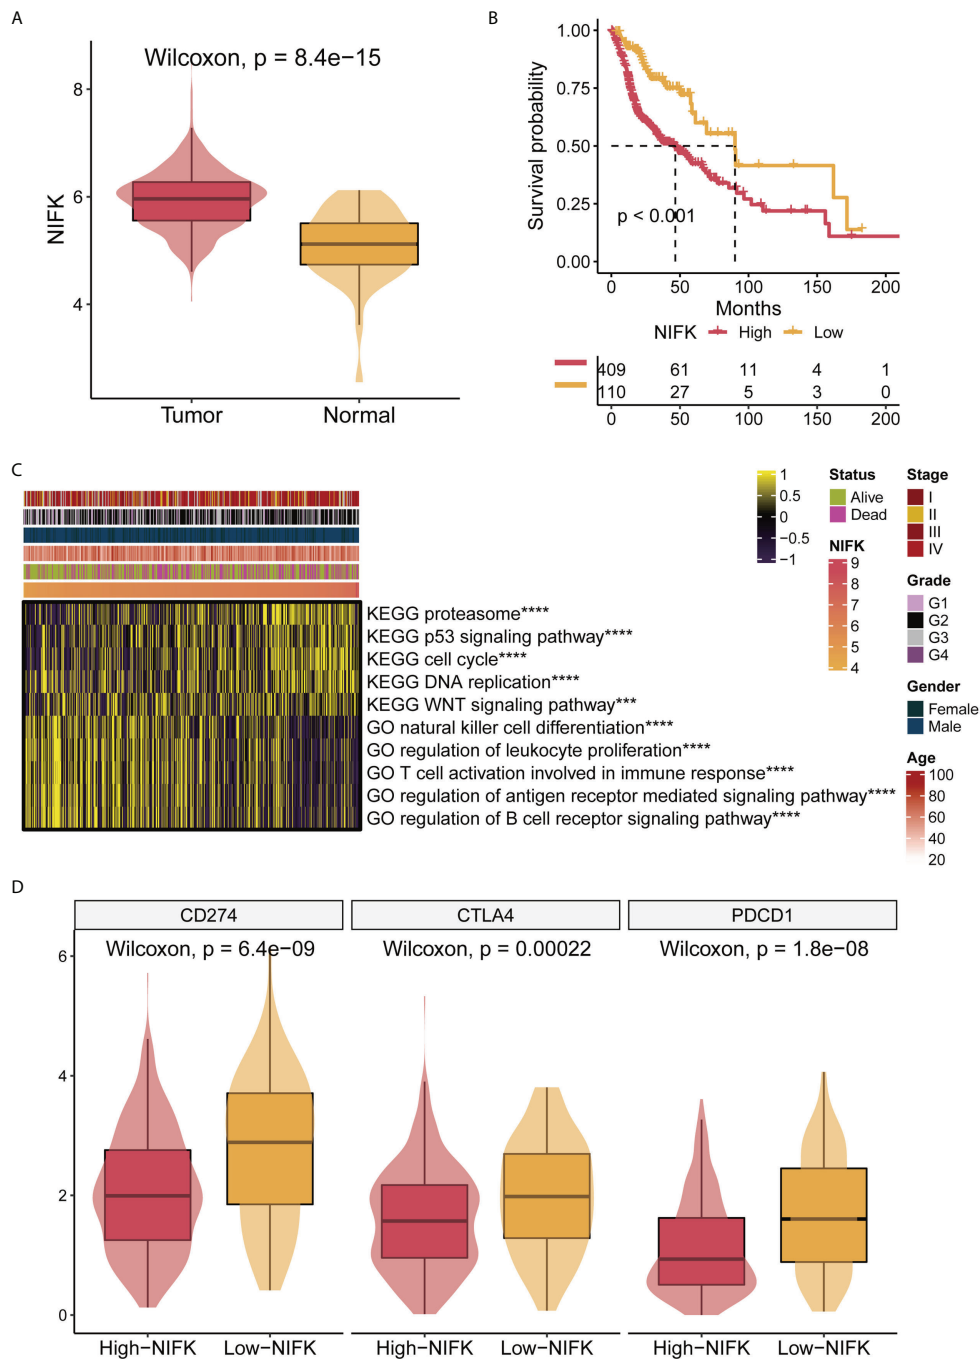 A
Wilcoxon, p = 8.4e−15
8
6
4
NIFK
Tumor
Normal
B
1.00
0.75
0.50
0.25
0.00
Survival probability
p < 0.001
0
50
100
150
200
Months
NIFK
High
Low
409
61
11
4
1
110
27
5
3
0
0
50
100
150
200
C
1
0.5
0
−0.5
−1
Status
Alive
Dead
NIFK
9
8
7
6
5
4
Stage
I
II
III
IV
Grade
G1
G2
G3
G4
Gender
Female
Male
Age
100
80
60
40
20
KEGG proteasome****
KEGG p53 signaling pathway****
KEGG cell cycle****
KEGG DNA replication****
KEGG WNT signaling pathway***
GO natural killer cell differentiation****
GO regulation of leukocyte proliferation****
GO T cell activation involved in immune response****
GO regulation of antigen receptor mediated signaling pathway****
GO regulation of B cell receptor signaling pathway****
D
CD274
CTLA4
PDCD1
Wilcoxon, p = 6.4e−09
Wilcoxon, p = 0.00022
Wilcoxon, p = 1.8e−08
6
4
2
0
High−NIFK
Low−NIFK
High−NIFK
Low−NIFK
High−NIFK
Low−NIFK